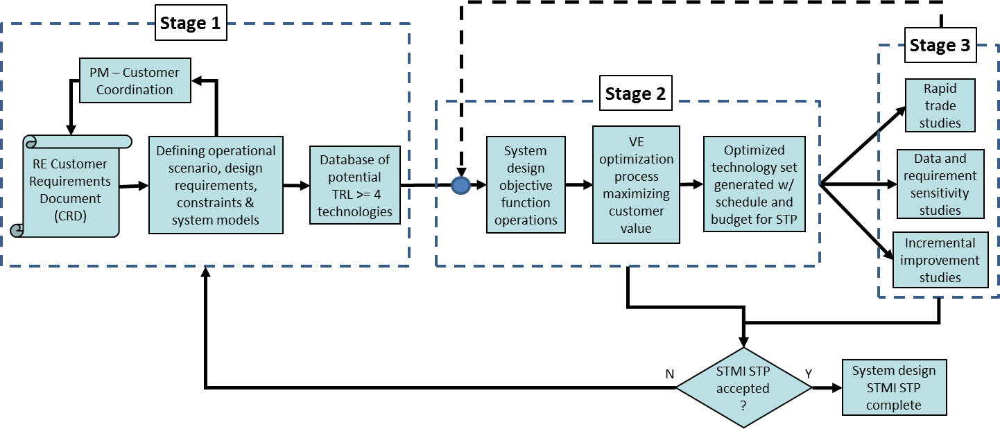 Stage 1
PM – Customer
Coordination
RE Customer
Requirements
Document
(CRD)
Defining operational
scenario, design
requirements,
constraints &
system models
Database of
potential
TRL >= 4
technologies
Stage 2
System
design
objective
function
operations
VE
optimization
process
maximizing
customer
value
Optimized
technology set
generated w/
schedule and
budget for STP
Stage 3
Rapid
trade
studies
Data and
requirement
sensitivity
studies
Incremental
improvement
studies
N
STMI STP
accepted
?
Y
System design
STMI STP
complete